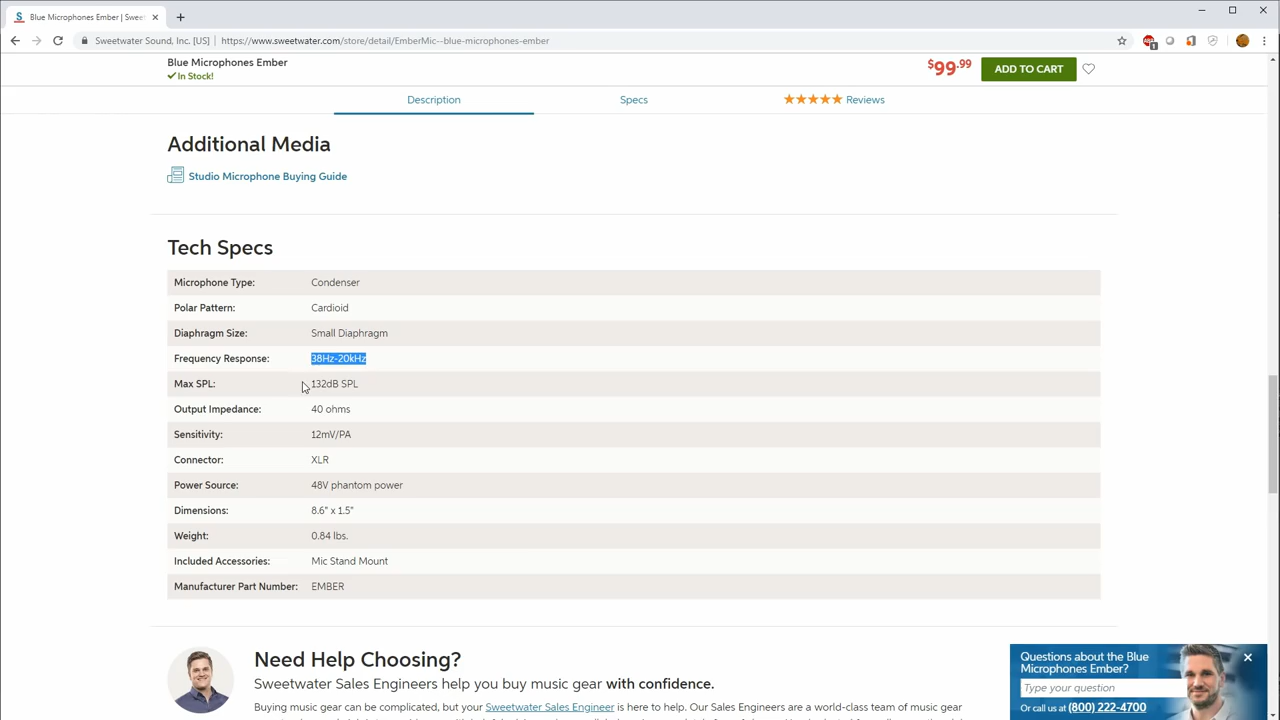 Blue Microphones Ember | Swee
Sweetwater Sound, Inc. [US] | https://www.sweetwater.com/store/detail/EmberMic--blue-microphones-ember
Blue Microphones Ember
In Stock!
$99.99
ADD TO CART
Description
Specs
Reviews
Additional Media
Studio Microphone Buying Guide
Tech Specs
Microphone Type: Condenser
Polar Pattern: Cardioid
Diaphragm Size: Small Diaphragm
Frequency Response: 38Hz-20kHz
Max SPL: 132dB SPL
Output Impedance: 40 ohms
Sensitivity: 12mV/PA
Connector: XLR
Power Source: 48V phantom power
Dimensions: 8.6" x 1.5"
Weight: 0.84 lbs.
Included Accessories: Mic Stand Mount
Manufacturer Part Number: EMBER
Need Help Choosing?
Sweetwater Sales Engineers help you buy music gear with confidence.
Buying music gear can be complicated, but your Sweetwater Sales Engineer is here to help. Our Sales Engineers are a world-class team of music gear
Questions about the Blue
Microphones Ember?
Type your question
Or call us at (800) 222-4700